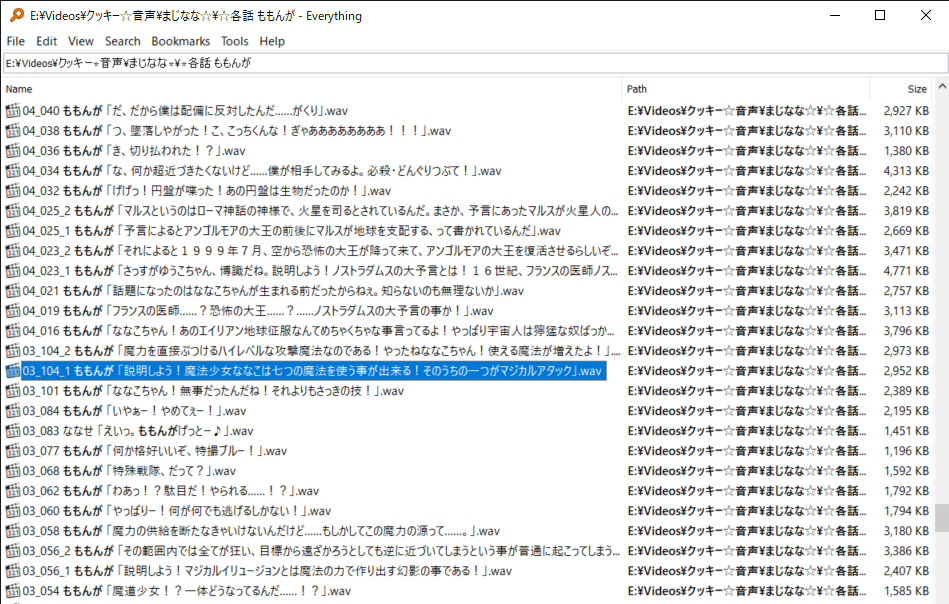 E:¥Videos¥クッキー☆音声¥まじなな☆¥☆各話 ももんが - Everything
File Edit View Search Bookmarks Tools Help
E:¥Videos¥クッキー☆音声¥まじなな☆¥☆各話 ももんが
Name Path Size
04_040 ももんが「だ、だから僕は配備に反対したんだ……がくり」.wav E:¥Videos¥クッキー☆音声¥まじなな☆¥☆各話... 2,927 KB
04_038 ももんが「つ、墜落しやがった！こ、こっちくんな！ぎゃああああああああ！！！」.wav E:¥Videos¥クッキー☆音声¥まじなな☆¥☆各話... 3,110 KB
04_036 ももんが「き、切り払われた！？」.wav E:¥Videos¥クッキー☆音声¥まじなな☆¥☆各話... 1,380 KB
04_034 ももんが「な、何か超近づきたくないけど……僕が相手してみるよ。必殺・どんぐりつぶて！」.wav E:¥Videos¥クッキー☆音声¥まじなな☆¥☆各話... 4,313 KB
04_032 ももんが「げげっ！円盤が喋った！あの円盤は生物だったのか！」.wav E:¥Videos¥クッキー☆音声¥まじなな☆¥☆各話... 2,242 KB
04_025_2 ももんが「マルスというのはローマ神話の神様で、火星を司るとされているんだ。まさか、予言にあったマルスが火星人の... E:¥Videos¥クッキー☆音声¥まじなな☆¥☆各話... 3,819 KB
04_025_1 ももんが「予言によるとアンゴルモアの大王の前後にマルスが地球を支配する、って書かれているんだ」.wav E:¥Videos¥クッキー☆音声¥まじなな☆¥☆各話... 2,669 KB
04_023_2 ももんが「それによると１９９９年７月、空から恐怖の大王が降って来て、アンゴルモアの大王を復活させるらしいぞ... E:¥Videos¥クッキー☆音声¥まじなな☆¥☆各話... 3,471 KB
04_023_1 ももんが「さっすがゆうこちゃん、博識だね。説明しよう！ノストラダムスの大予言とは！１６世紀、フランスの医師ノス... E:¥Videos¥クッキー☆音声¥まじなな☆¥☆各話... 4,771 KB
04_021 ももんが「話題になったのはななこちゃんが生まれる前だったからねぇ。知らないのも無理ないか」.wav E:¥Videos¥クッキー☆音声¥まじなな☆¥☆各話... 2,757 KB
04_019 ももんが「フランスの医師……？恐怖の大王……？……ノストラダムスの大予言の事か！」.wav E:¥Videos¥クッキー☆音声¥まじなな☆¥☆各話... 3,113 KB
04_016 ももんが「ななこちゃん！あのエイリアン地球征服なんてめちゃくちゃな事言ってるよ！やっぱり宇宙人は獰猛な奴ばっか... E:¥Videos¥クッキー☆音声¥まじなな☆¥☆各話... 3,796 KB
03_104_2 ももんが「魔力を直接ぶつけるハイレベルな攻撃魔法なのである！やったねななこちゃん！使える魔法が増えたよ！」.... E:¥Videos¥クッキー☆音声¥まじなな☆¥☆各話... 2,973 KB
03_104_1 ももんが「説明しよう！魔法少女ななこは七つの魔法を使う事が出来る！そのうちの一つがマジカルアタック」.wav E:¥Videos¥クッキー☆音声¥まじなな☆¥☆各話... 2,952 KB
03_101 ももんが「ななこちゃん！無事だったんだね！それよりもさっきの技！」.wav E:¥Videos¥クッキー☆音声¥まじなな☆¥☆各話... 2,389 KB
03_084 ももんが「いやぁー！やめてぇー！」.wav E:¥Videos¥クッキー☆音声¥まじなな☆¥☆各話... 2,195 KB
03_083 ななせ「えいっ。ももんがげっとー♪」.wav E:¥Videos¥クッキー☆音声¥まじなな☆¥☆各話... 1,451 KB
03_077 ももんが「何か格好いいぞ、特撮ブルー！」.wav E:¥Videos¥クッキー☆音声¥まじなな☆¥☆各話... 1,196 KB
03_068 ももんが「特殊戦隊、だって？」.wav E:¥Videos¥クッキー☆音声¥まじなな☆¥☆各話... 1,592 KB
03_062 ももんが「わあっ！？駄目だ！やられる……！？」.wav E:¥Videos¥クッキー☆音声¥まじなな☆¥☆各話... 1,792 KB
03_060 ももんが「やっぱりー！何が何でも逃げるしかない！」.wav E:¥Videos¥クッキー☆音声¥まじなな☆¥☆各話... 1,794 KB
03_058 ももんが「魔力の供給を断たなきゃいけないんだけど……もしかしてこの魔力の源って……。」.wav E:¥Videos¥クッキー☆音声¥まじなな☆¥☆各話... 3,180 KB
03_056_2 ももんが「その範囲内では全てが狂い、目標から遠ざかろうとしても逆に近づいてしまうという事が普通に起こってしまう... E:¥Videos¥クッキー☆音声¥まじなな☆¥☆各話... 3,386 KB
03_056_1 ももんが「説明しよう！マジカルイリュージョンとは魔法の力で作り出す幻影の事である！」.wav E:¥Videos¥クッキー☆音声¥まじなな☆¥☆各話... 2,407 KB
03_054 ももんが「魔道少女！？一体どうなってるんだ……！？」.wav E:¥Videos¥クッキー☆音声¥まじなな☆¥☆各話... 1,585 KB